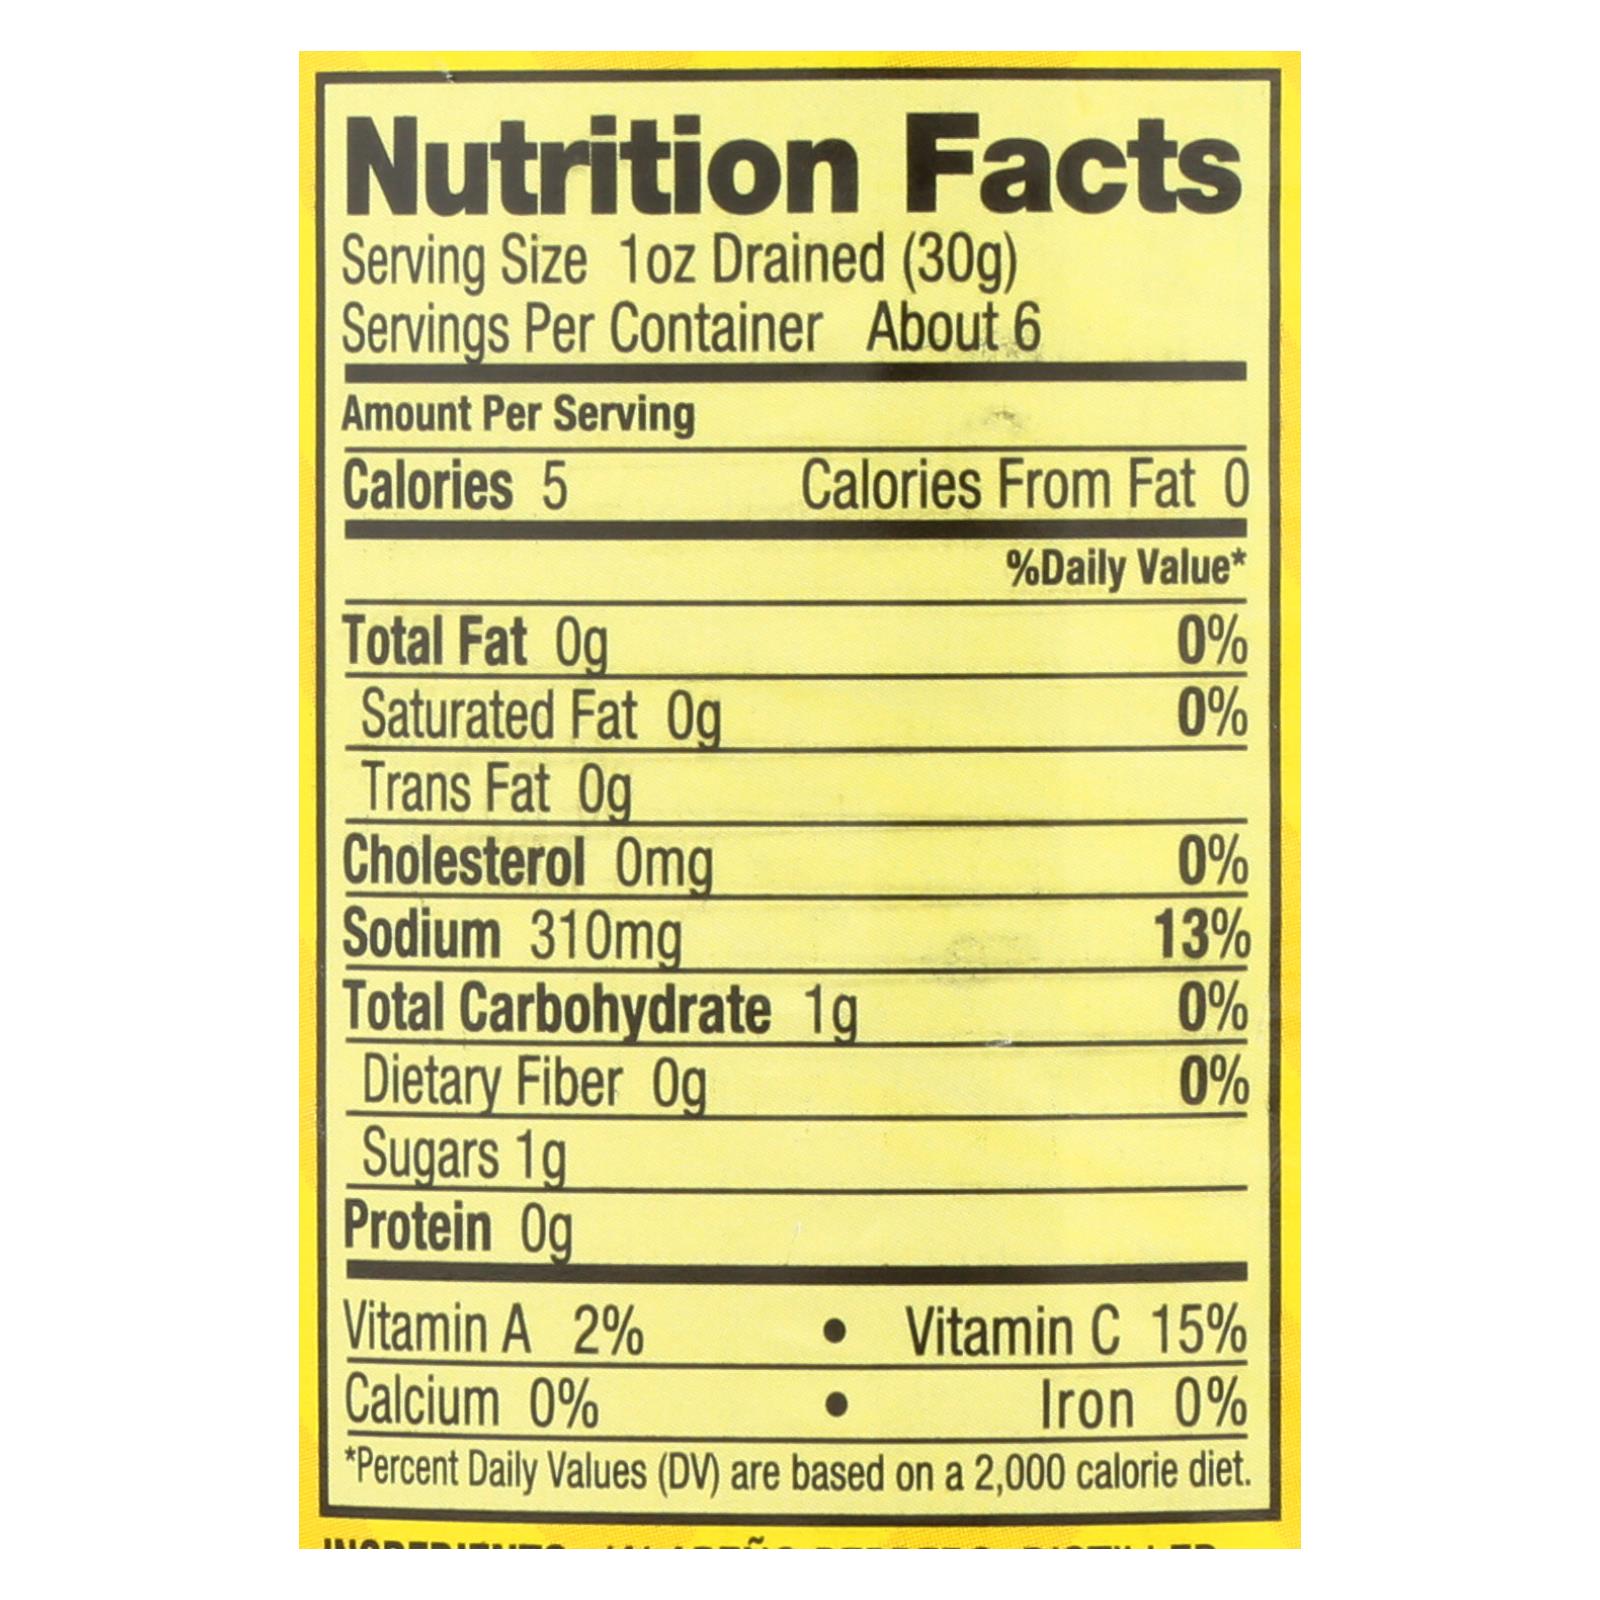 Nutrition Facts
Serving Size 1oz Drained (30g)
Servings Per Container About 6
Amount Per Serving
Calories 5 Calories From Fat 0
%Daily Value*
Total Fat 0g 0%
Saturated Fat 0g 0%
Trans Fat 0g
Cholesterol 0mg 0%
Sodium 310mg 13%
Total Carbohydrate 1g 0%
Dietary Fiber 0g 0%
Sugars 1g
Protein 0g
Vitamin A 2% • Vitamin C 15%
Calcium 0% • Iron 0%
*Percent Daily Values (DV) are based on a 2,000 calorie diet.